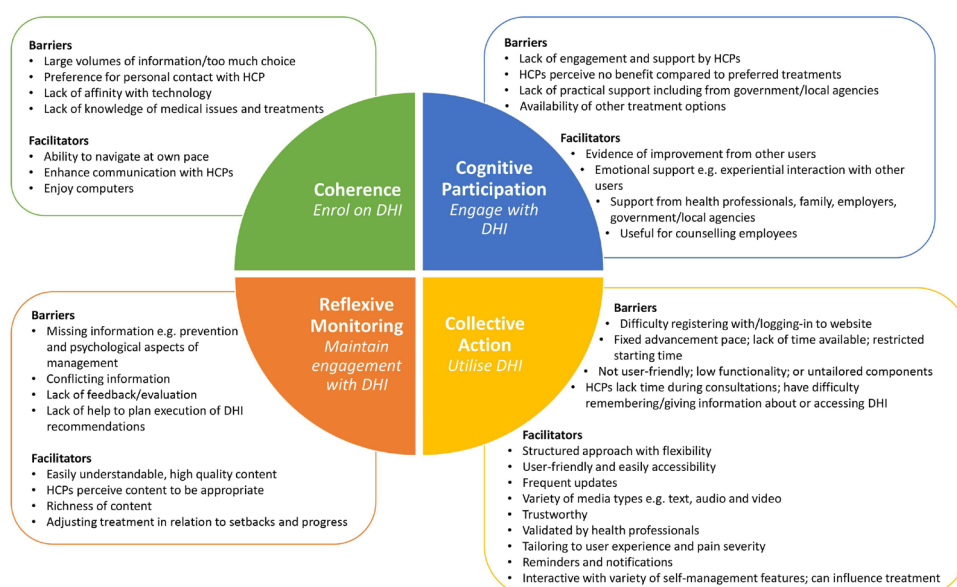 Barriers
• Large volumes of information/too much choice
• Preference for personal contact with HCP
• Lack of affinity with technology
• Lack of knowledge of medical issues and treatments
Facilitators
• Ability to navigate at own pace
• Enhance communication with HCPs
• Enjoy computers
Coherence
Enrol on DHI
Barriers
• Lack of engagement and support by HCPs
• HCPs perceive no benefit compared to preferred treatments
• Lack of practical support including from government/local agencies
• Availability of other treatment options
Facilitators
• Evidence of improvement from other users
• Emotional support e.g. experiential interaction with other
users
• Support from health professionals, family, employers,
government/local agencies
• Useful for counselling employees
Cognitive
Participation
Engage with
DHI
Barriers
• Missing information e.g. prevention
and psychological aspects of
management
• Conflicting information
• Lack of feedback/evaluation
• Lack of help to plan execution of DHI
recommendations
Facilitators
• Easily understandable, high quality content
• HCPs perceive content to be appropriate
• Richness of content
• Adjusting treatment in relation to setbacks and progress
Reflexive
Monitoring
Maintain
engagement
with DHI
Collective
Action
Utilise DHI
Barriers
• Difficulty registering with/logging-in to website
• Fixed advancement pace; lack of time available; restricted
starting time
• Not user-friendly; low functionality; or untailored components
• HCPs lack time during consultations; have difficulty
remembering/giving information about or accessing DHI
Facilitators
• Structured approach with flexibility
• User-friendly and easily accessibility
• Frequent updates
• Variety of media types e.g. text, audio and video
• Trustworthy
• Validated by health professionals
• Tailoring to user experience and pain severity
• Reminders and notifications
• Interactive with variety of self-management features; can influence treatment